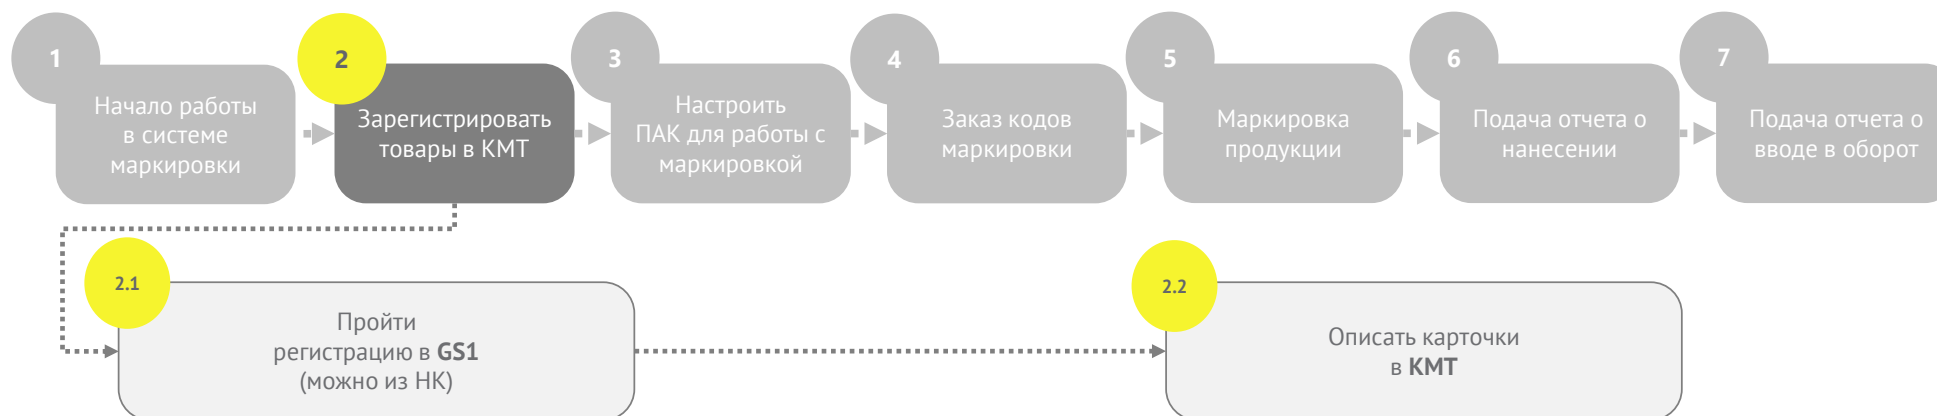 1
Начало работы
в системе
маркировки
2
Зарегистрировать
товары в КМТ
3
Настроить
ПАК для работы с
маркировкой
4
Заказ кодов
маркировки
5
Маркировка
продукции
6
Подача отчета о
нанесении
7
Подача отчета о
вводе в оборот
2.1
Пройти
регистрацию в GS1
(можно из НК)
2.2
Описать карточки
в КМТ